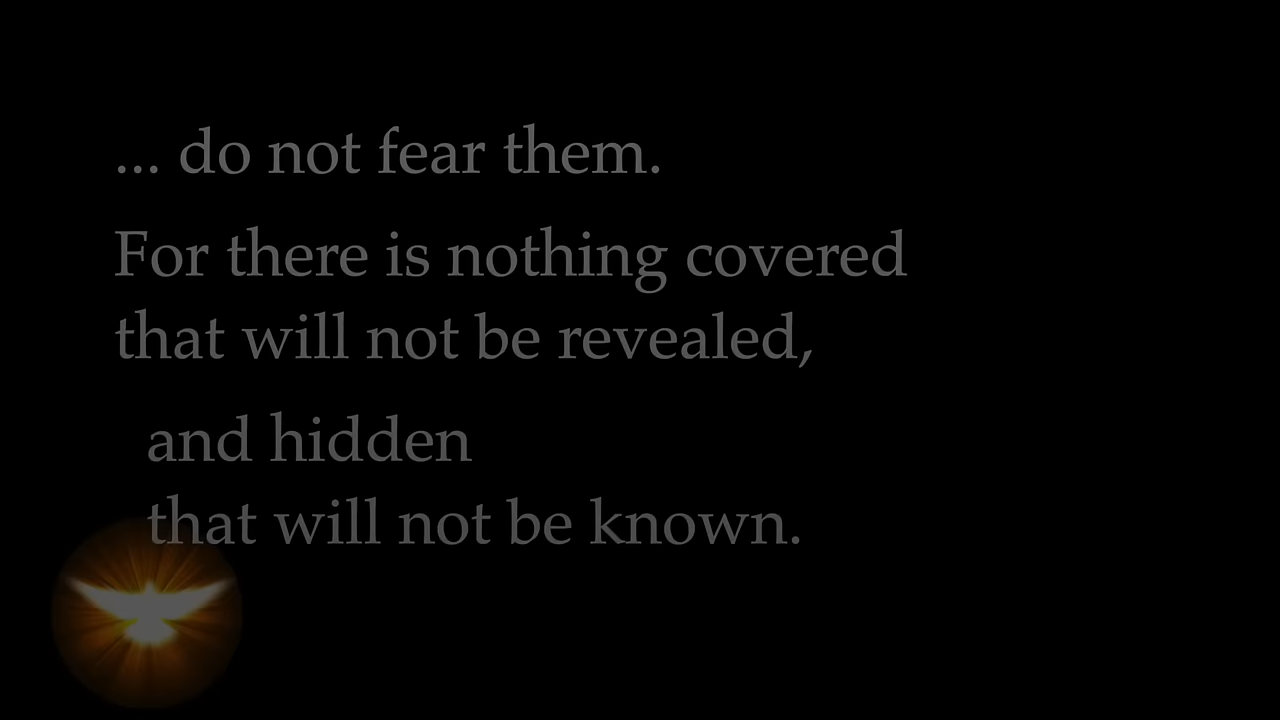 ... do not fear them.
For there is nothing covered
that will not be revealed,
and hidden
that will not be known.